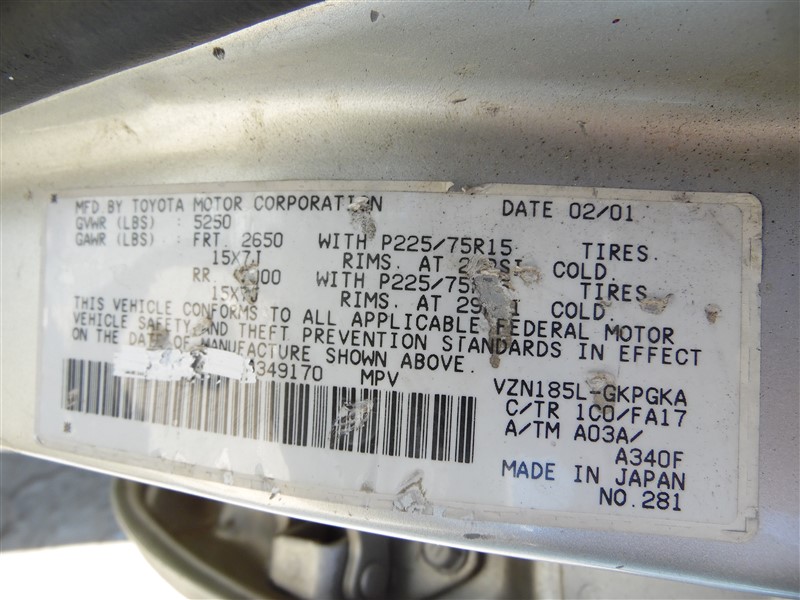 MFD.BY TOYOTA MOTOR CORPORATION DATE 02/01
GVWR (LBS) : 5250
GAWR (LBS) : FRT. 2650 WITH P225/75R15 TIRES.
15X7J RIMS. AT COLD.
RR. WITH TIRES.
RIMS. AT COLD.
THIS VEHICLE CONFORMS TO ALL APPLICABLE FEDERAL MOTOR
VEHICLE SAFETY AND THEFT PREVENTION STANDARDS IN EFFECT
ON THE DATE OF MANUFACTURE SHOWN ABOVE.
349170 MPV VZN185L-GKPGKA
C/TR 1C0/FA17
A/TM A03A/
A340F
MADE IN JAPAN
NO.281